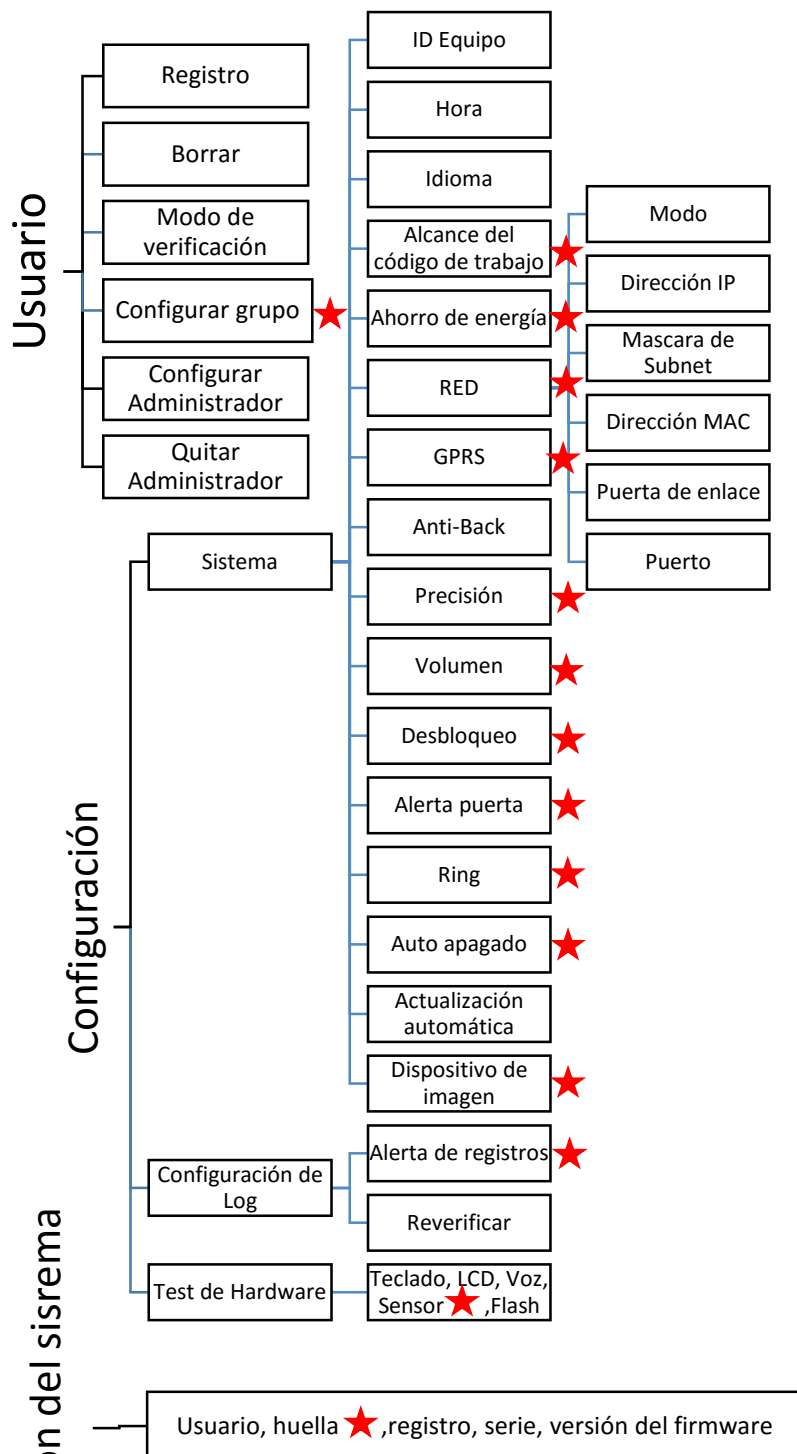 Usuario
Registro
Borrar
Modo de
verificación
Configurar grupo
Configurar
Administrador
Quitar
Administrador
Configuración
Sistema
ID Equipo
Hora
Idioma
Alcance del
código de trabajo
Ahorro de energía
RED
Modo
Dirección IP
Mascara de
Subnet
Dirección MAC
Puerta de enlace
Puerto
GPRS
Anti-Back
Precisión
Volumen
Desbloqueo
Alerta puerta
Ring
Auto apagado
Actualización
automática
Dispositivo de
imagen
Configuración de
Log
Alerta de registros
Reverificar
Test de Hardware
Teclado, LCD, Voz,
Sensor ,Flash
del sisrema
Usuario, huella ,registro, serie, versión del firmware